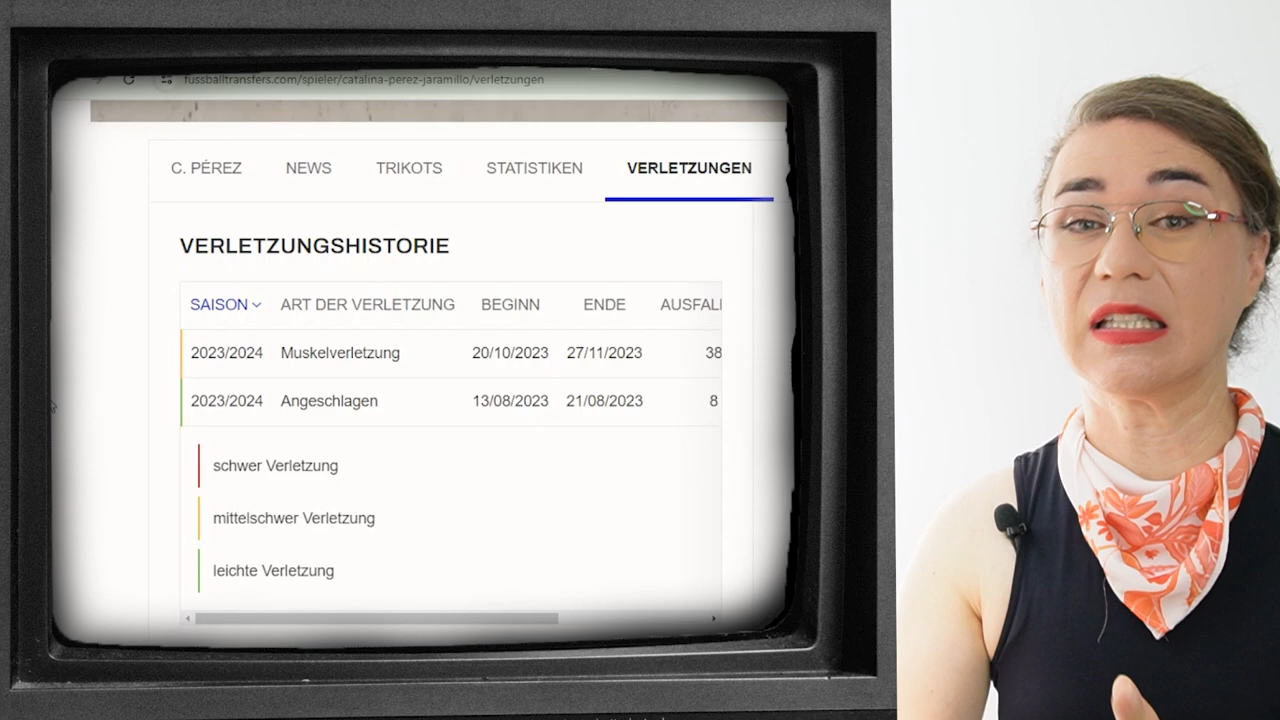 fussballtransfers.com/spieler/catalina-perez-jaramillo/verletzungen
C. PÉREZ NEWS TRIKOTS STATISTIKEN VERLETZUNGEN
VERLETZUNGSHISTORIE
SAISON ART DER VERLETZUNG BEGINN ENDE AUSFALL
2023/2024 Muskelverletzung 20/10/2023 27/11/2023 38
2023/2024 Angeschlagen 13/08/2023 21/08/2023 8
schwer Verletzung
mittelschwer Verletzung
leichte Verletzung